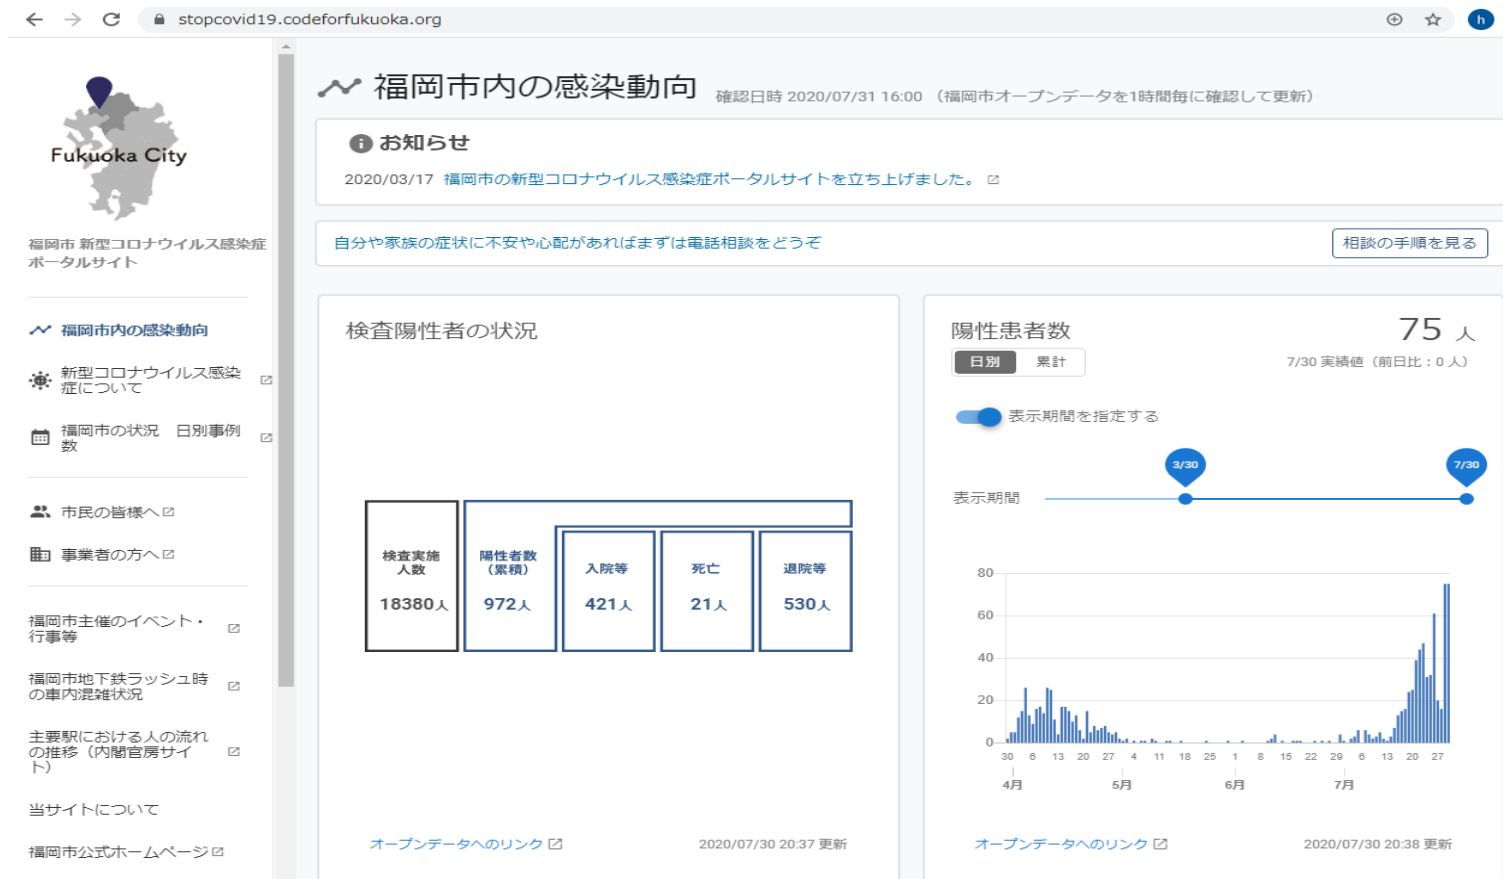 stopcovid19.codeforfukuoka.org
h
Fukuoka City
福岡市 新型コロナウイルス感染症
ポータルサイト
福岡市内の感染動向
新型コロナウイルス感染
症について
福岡市の状況 日別事例
数
市民の皆様へ
事業者の方へ
福岡市主催のイベント・
行事等
福岡市地下鉄ラッシュ時
の車内混雑状況
主要駅における人の流れ
の推移（内閣官房サイ
ト）
当サイトについて
福岡市公式ホームページ
福岡市内の感染動向 確認日時 2020/07/31 16:00 （福岡市オープンデータを1時間毎に確認して更新）
お知らせ
2020/03/17 福岡市の新型コロナウイルス感染症ポータルサイトを立ち上げました。
自分や家族の症状に不安や心配があればまずは電話相談をどうぞ
相談の手順を見る
検査陽性者の状況
検査実施
人数
18380人
陽性者数
（累積）
972人
入院等
421人
死亡
21人
退院等
530人
オープンデータへのリンク 2020/07/30 20:37 更新
陽性患者数 75 人
日別 累計 7/30 実績値（前日比：0 人）
表示期間を指定する
3/30 7/30
表示期間
80
60
40
20
0
30 6 13 20 27 4 11 18 25 1 8 15 22 29 6 13 20 27
4月 5月 6月 7月
オープンデータへのリンク 2020/07/30 20:38 更新